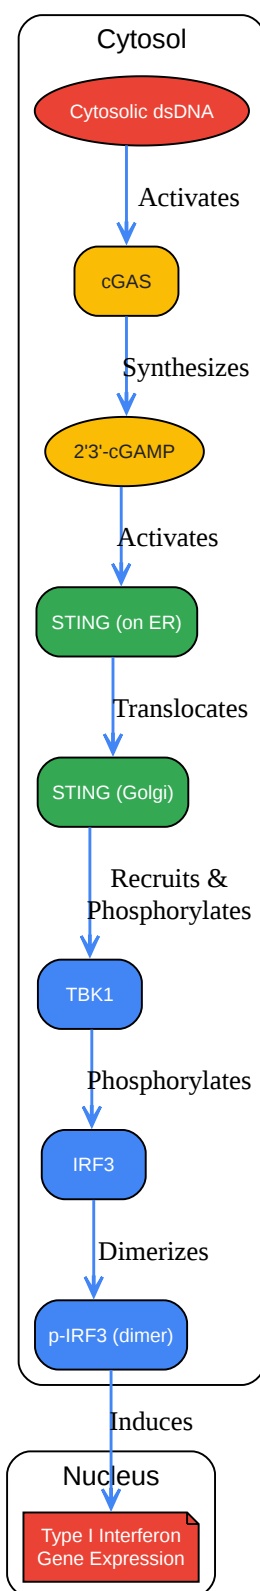 Cytosol
Cytosolic dsDNA
Activates
cGAS
Synthesizes
2'3'-cGAMP
Activates
STING (on ER)
Translocates
STING (Golgi)
Recruits &
Phosphorylates
TBK1
Phosphorylates
IRF3
Dimerizes
p-IRF3 (dimer)
Induces
Nucleus
Type I Interferon
Gene Expression